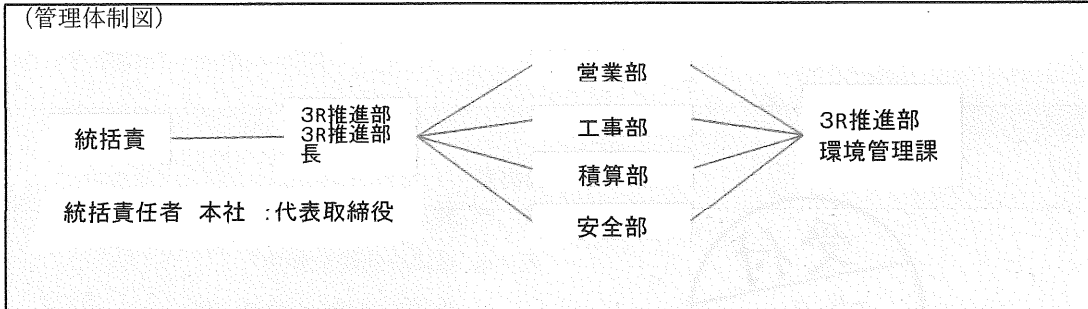 （管理体制図）
統括責
3R推進部
3R推進部
長
営業部
工事部
積算部
安全部
3R推進部
環境管理課
統括責任者 本社 :代表取締役